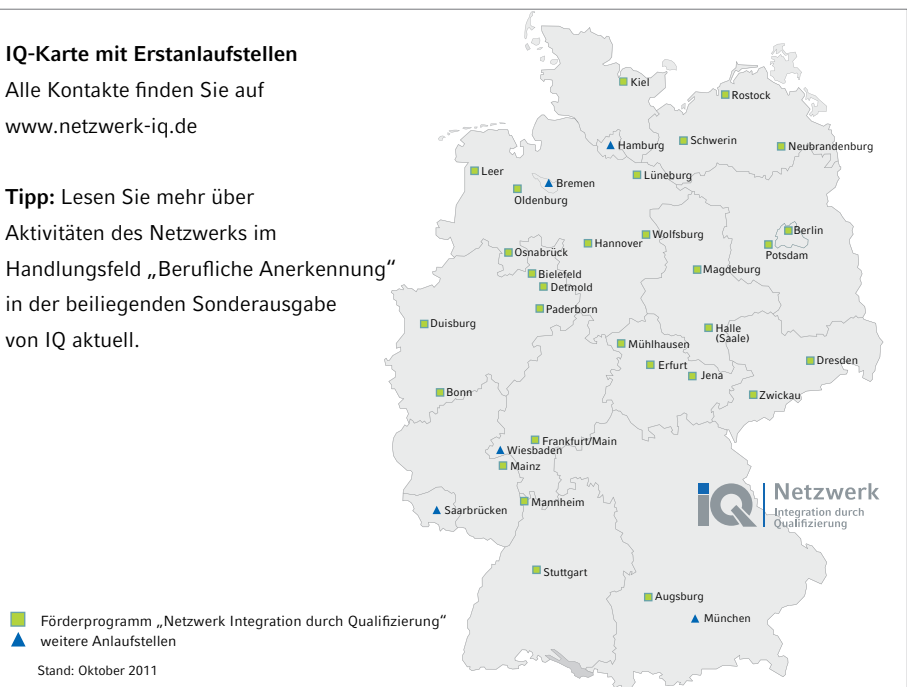 IQ-Karte mit Erstanlaufstellen
Alle Kontakte finden Sie auf
www.netzwerk-iq.de
Tipp: Lesen Sie mehr über
Aktivitäten des Netzwerks im
Handlungsfeld „Berufliche Anerkennung“
in der beiliegenden Sonderausgabe
von IQ aktuell.
Kiel
Rostock
Hamburg
Schwerin
Neubrandenburg
Leer
Bremen
Lüneburg
Oldenburg
Berlin
Wolfsburg
Hannover
Potsdam
Osnabrück
Bielefeld
Magdeburg
Detmold
Paderborn
Duisburg
Halle
(Saale)
Mühlhausen
Dresden
Erfurt
Jena
Bonn
Zwickau
Frankfurt/Main
Wiesbaden
Mainz
Mannheim
Saarbrücken
iQ Netzwerk
Integration durch
Qualifizierung
Stuttgart
Augsburg
München
Förderprogramm „Netzwerk Integration durch Qualifizierung“
weitere Anlaufstellen
Stand: Oktober 2011